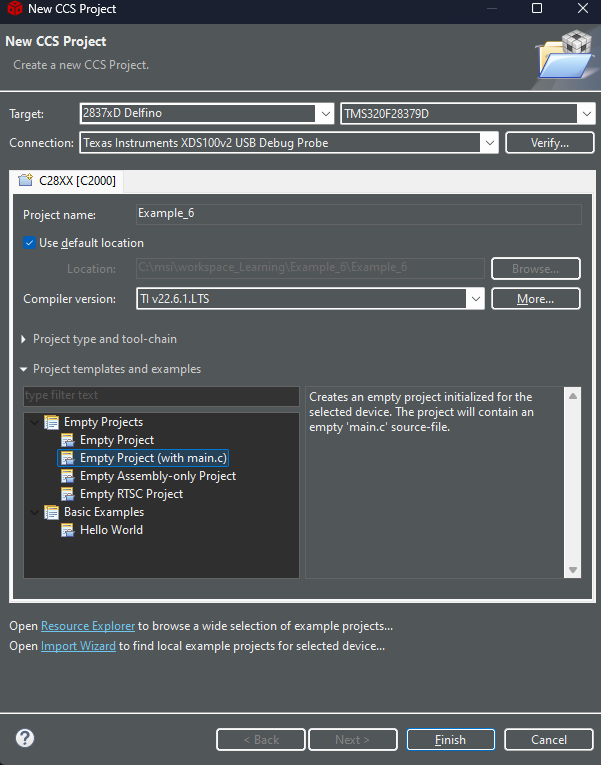 New CCS Project
New CCS Project
Create a new CCS Project.
Target: 2837xD Delfino TMS320F28379D
Connection: Texas Instruments XDS100v2 USB Debug Probe Verify...
C28XX [C2000]
Project name: Example_6
Use default location
Location: C:\msi\workspace_Learning\Example_6\Example_6 Browse...
Compiler version: TI v22.6.1.LTS More...
Project type and tool-chain
Project templates and examples
type filter text
Empty Projects
Empty Project
Empty Project (with main.c)
Empty Assembly-only Project
Empty RTSC Project
Basic Examples
Hello World
Creates an empty project initialized for the
selected device. The project will contain an
empty 'main.c' source-file.
Open Resource Explorer to browse a wide selection of example projects...
Open Import Wizard to find local example projects for selected device...
? < Back Next > Finish Cancel